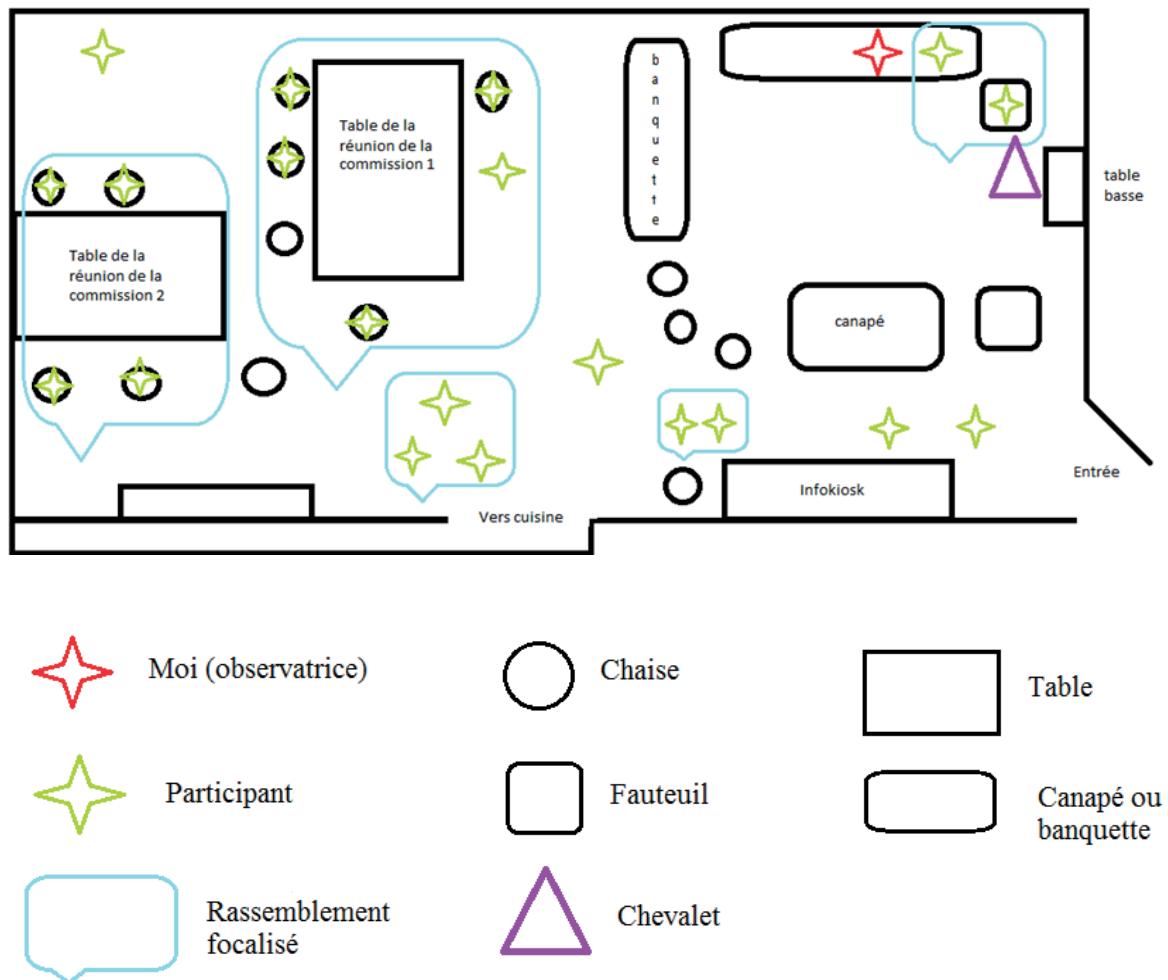 Table de la
réunion de la
commission 1
banquette
table
basse
Table de la
réunion de la
commission 2
canapé
Entrée
Infokiosk
Vers cuisine
Moi (observatrice)
Chaise
Table
Participant
Fauteuil
Canapé ou
banquette
Rassemblement
focalisé
Chevalet